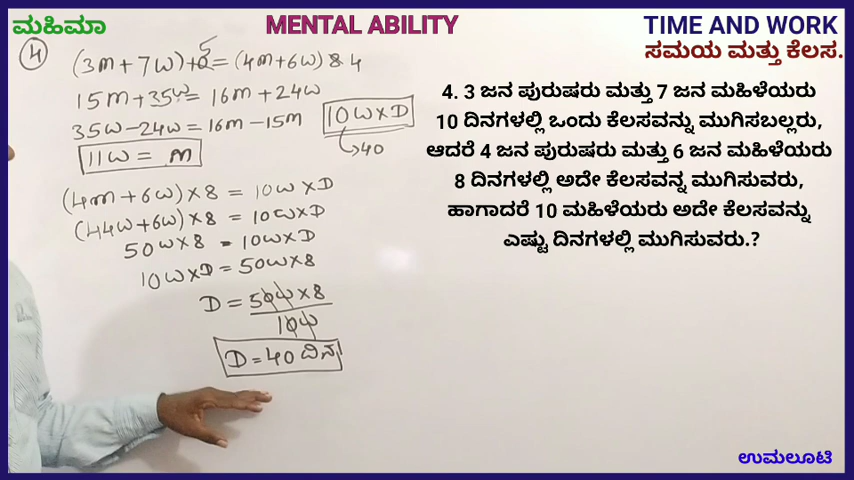 ಮಹಿಮಾ
MENTAL ABILITY
TIME AND WORK
ಸಮಯ ಮತ್ತು ಕೆಲಸ.
4
(3m+7w) = (4m+6w) 4
15m+35w = 16m+24w
35w-24w = 16m-15m
11w = m
10w×D
40
(4m+6w)×8 = 10w×D
(44w+6w)×8 = 10w×D
50w×8 = 10w×D
10w×D = 50w×8
D = 50w×8
10w
D = 40 ದಿನ
4. 3 ಜನ ಪುರುಷರು ಮತ್ತು 7 ಜನ ಮಹಿಳೆಯರು
10 ದಿನಗಳಲ್ಲಿ ಒಂದು ಕೆಲಸವನ್ನು ಮುಗಿಸಬಲ್ಲರು,
ಆದರೆ 4 ಜನ ಪುರುಷರು ಮತ್ತು 6 ಜನ ಮಹಿಳೆಯರು
8 ದಿನಗಳಲ್ಲಿ ಅದೇ ಕೆಲಸವನ್ನ ಮುಗಿಸುವರು,
ಹಾಗಾದರೆ 10 ಮಹಿಳೆಯರು ಅದೇ ಕೆಲಸವನ್ನು
ಎಷ್ಟು ದಿನಗಳಲ್ಲಿ ಮುಗಿಸುವರು.?
ಉಮಲೂಟಿ